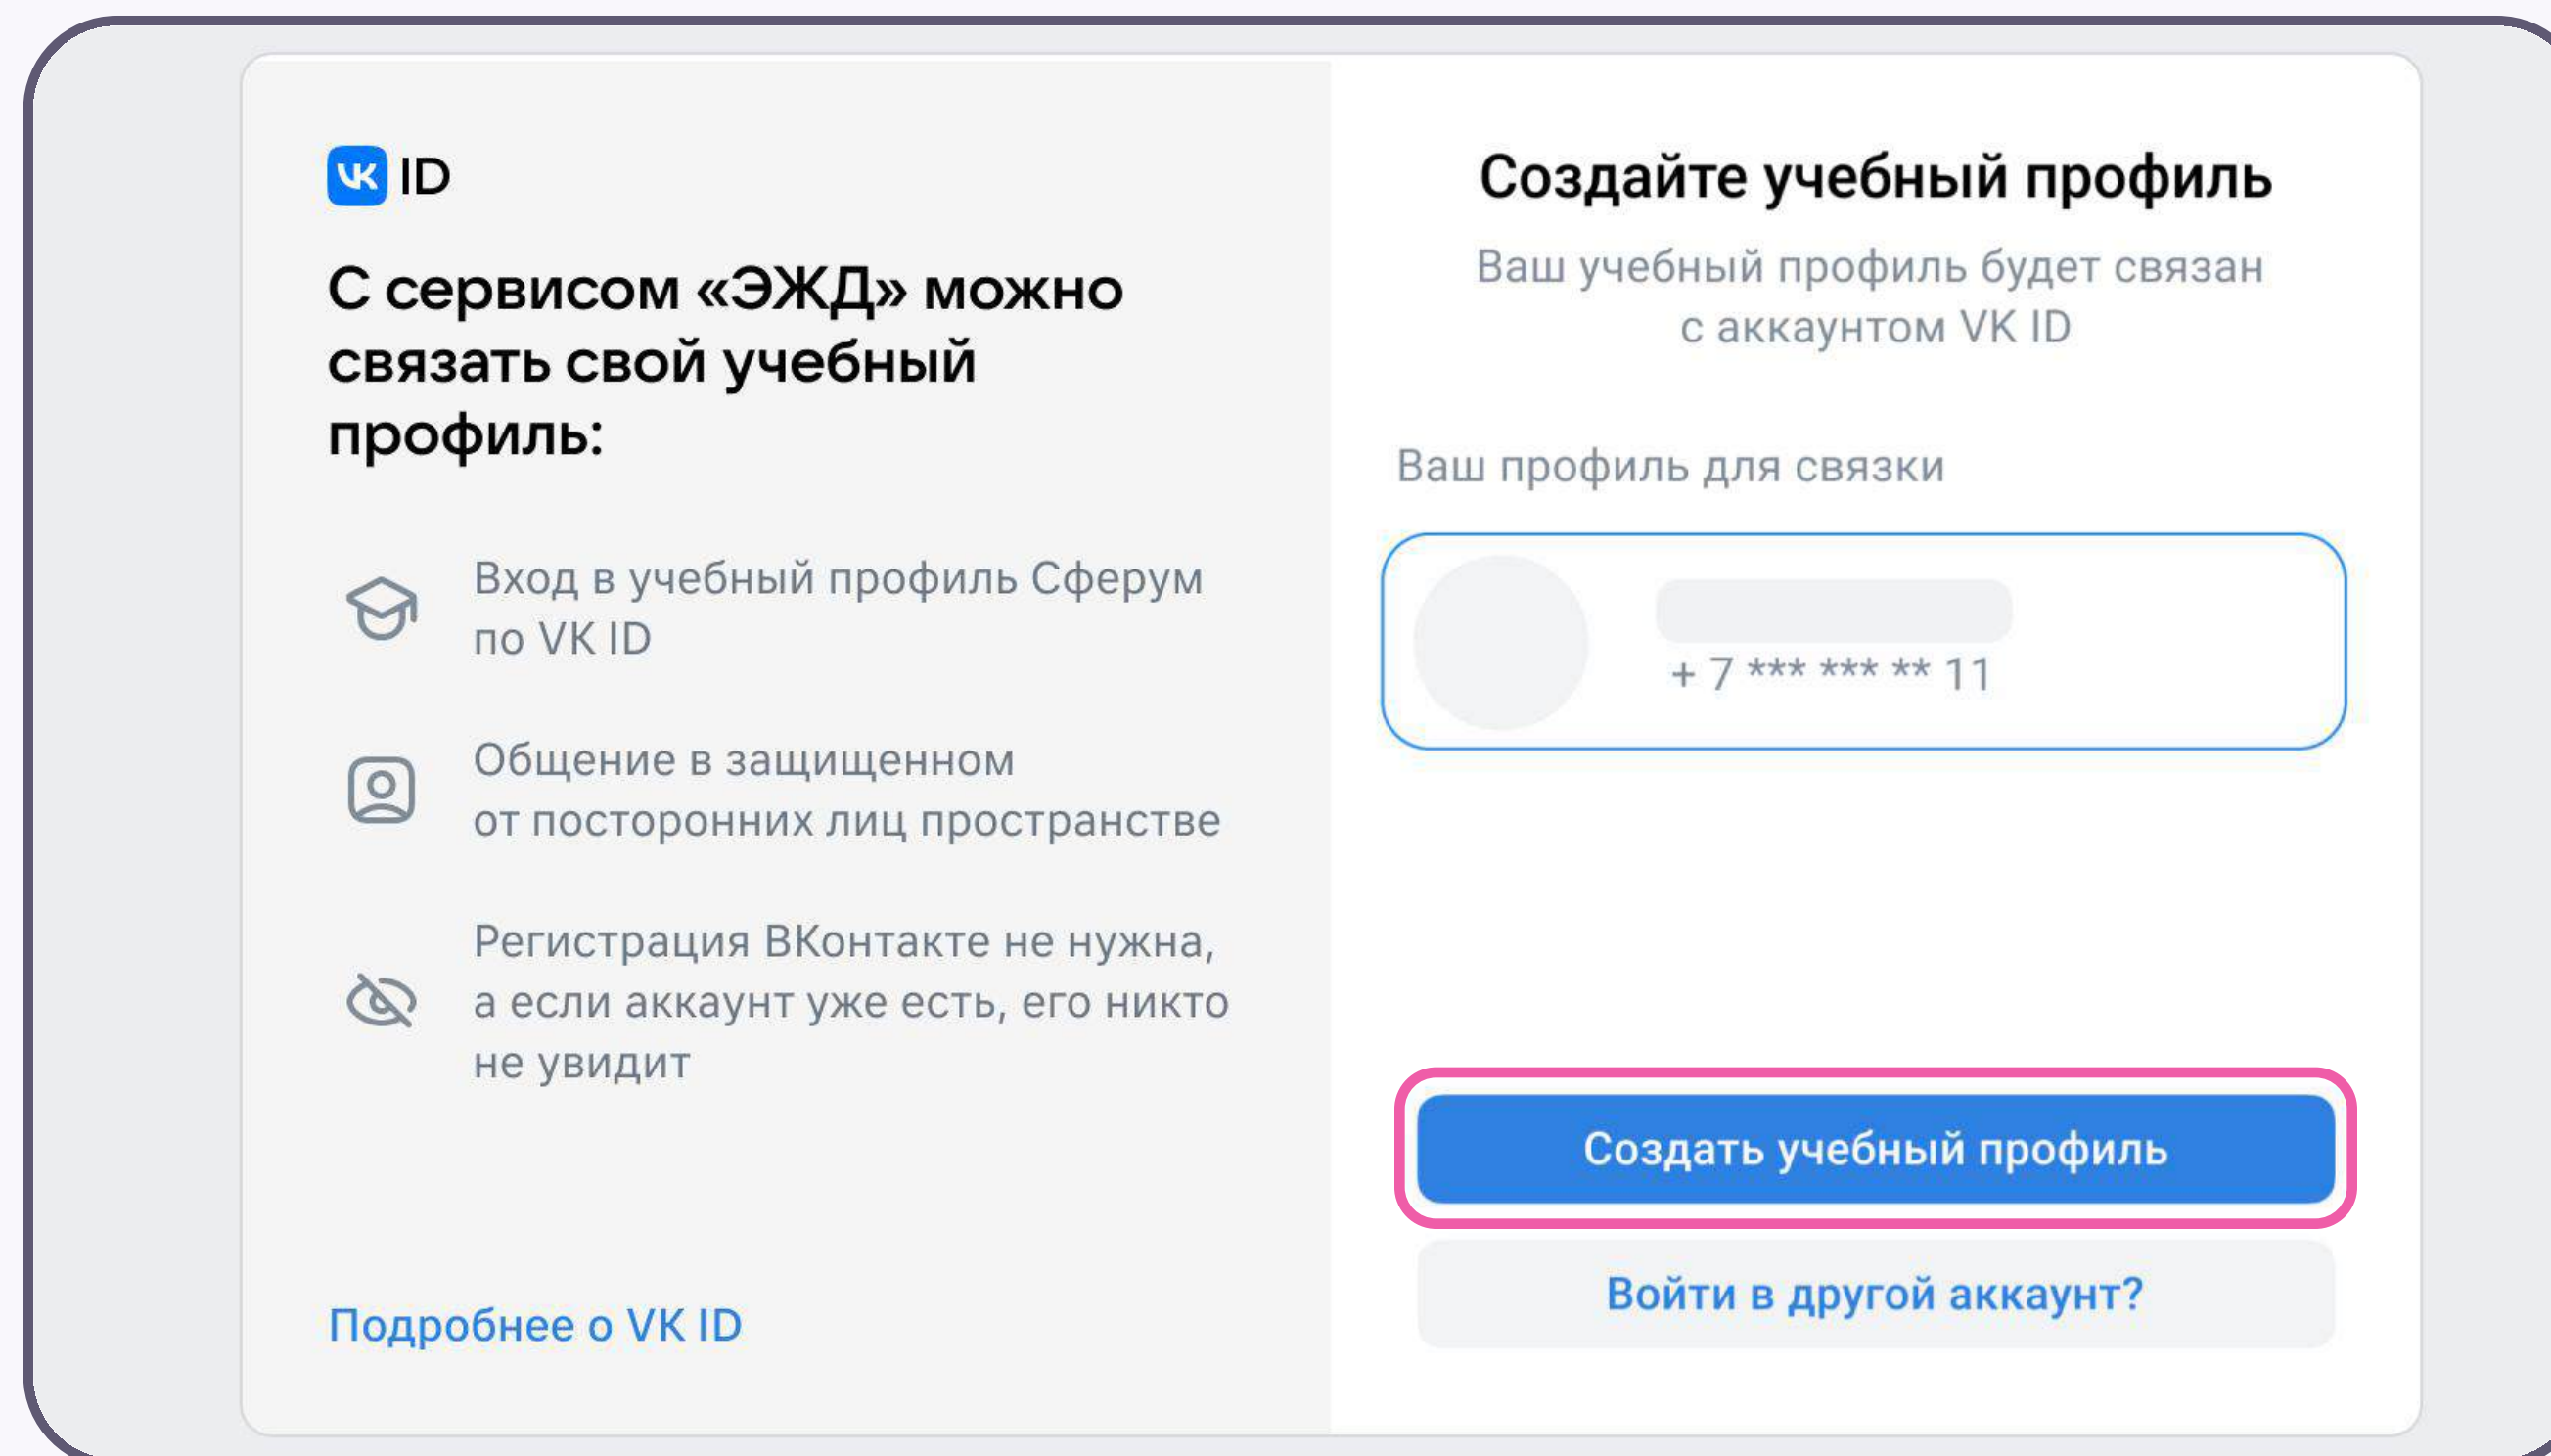 VK ID
С сервисом «ЭЖД» можно
связать свой учебный
профиль:
Вход в учебный профиль Сферум
по VK ID
Общение в защищенном
от посторонних лиц пространстве
Регистрация ВКонтакте не нужна,
а если аккаунт уже есть, его никто
не увидит
Подробнее о VK ID
Создайте учебный профиль
Ваш учебный профиль будет связан
с аккаунтом VK ID
Ваш профиль для связки
+ 7 *** *** ** 11
Создать учебный профиль
Войти в другой аккаунт?